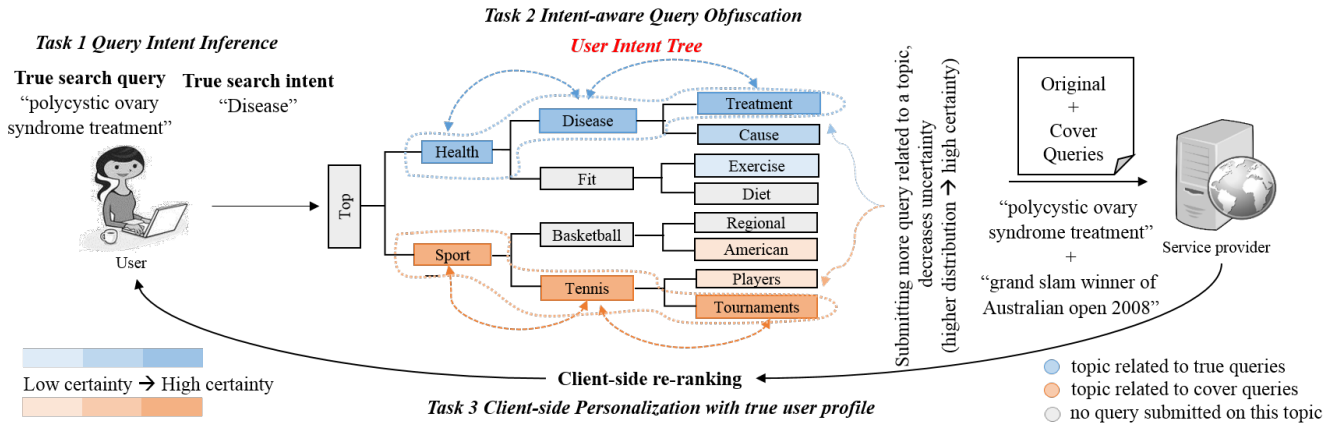 Task 2 Intent-aware Query Obfuscation
Task 1 Query Intent Inference
User Intent Tree
True search query
“polycystic ovary
syndrome treatment”
True search intent
“Disease”
User
Top
Health
Disease
Treatment
Cause
Fit
Exercise
Diet
Sport
...
Basketball
Regional
American
Tennis
Players
Tournaments
Submitting more query related to a topic,
decreases uncertainty
(higher distribution → high certainty)
Original
+
Cover
Queries
“polycystic ovary
syndrome treatment”
+
“grand slam winner of
Australian open 2008”
Service provider
Low certainty → High certainty
Client-side re-ranking
Task 3 Client-side Personalization with true user profile
topic related to true queries
topic related to cover queries
no query submitted on this topic